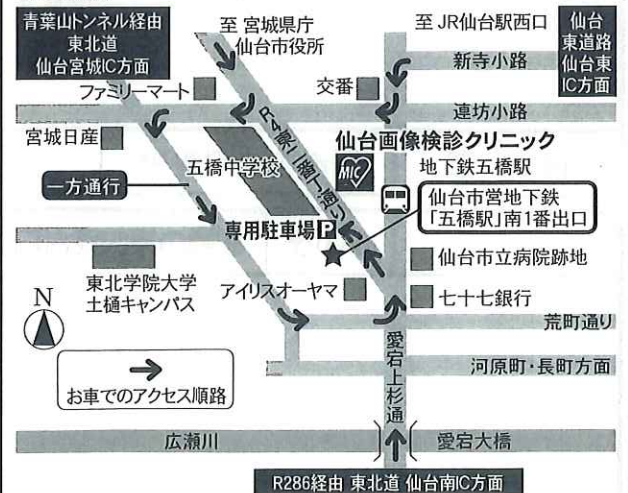 青葉山トンネル経由
東北道
仙台宮城IC方面
至 宮城県庁
仙台市役所
至 JR仙台駅西口
仙台
東道路
仙台東
IC方面
新寺小路
ファミリーマート
交番
連坊小路
宮城日産
R4東二番丁通り
仙台画像検診クリニック
MIC
五橋中学校
地下鉄五橋駅
一方通行
仙台市営地下鉄
「五橋駅」南1番出口
専用駐車場P
仙台市立病院跡地
東北学院大学
土樋キャンパス
アイリスオーヤマ
七十七銀行
N
荒町通り
お車でのアクセス順路
愛宕上杉通
河原町・長町方面
広瀬川
愛宕大橋
R286経由 東北道 仙台南IC方面